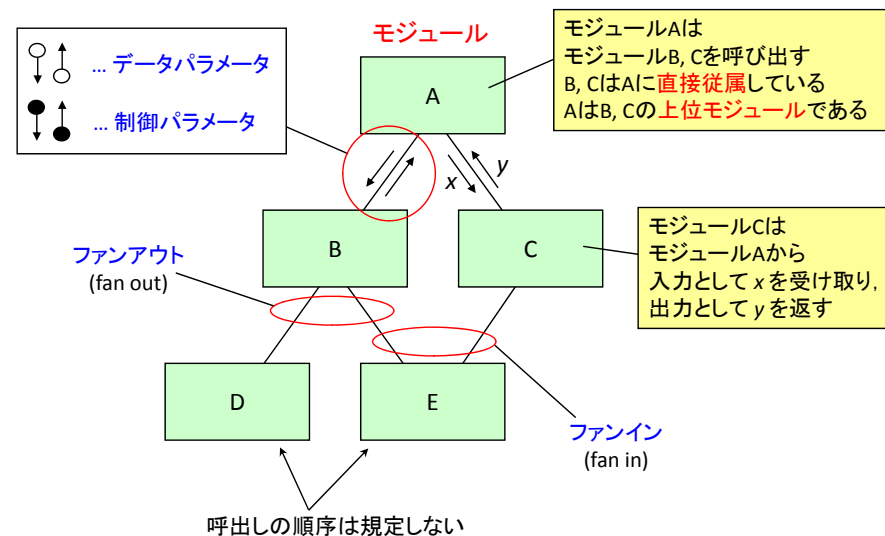 … データパラメータ
… 制御パラメータ
モジュール
A
モジュールAは
モジュールB, Cを呼び出す
B, CはAに直接従属している
AはB, Cの上位モジュールである
x
y
B
C
モジュールCは
モジュールAから
入力として x を受け取り,
出力として y を返す
ファンアウト
(fan out)
D
E
ファンイン
(fan in)
呼出しの順序は規定しない